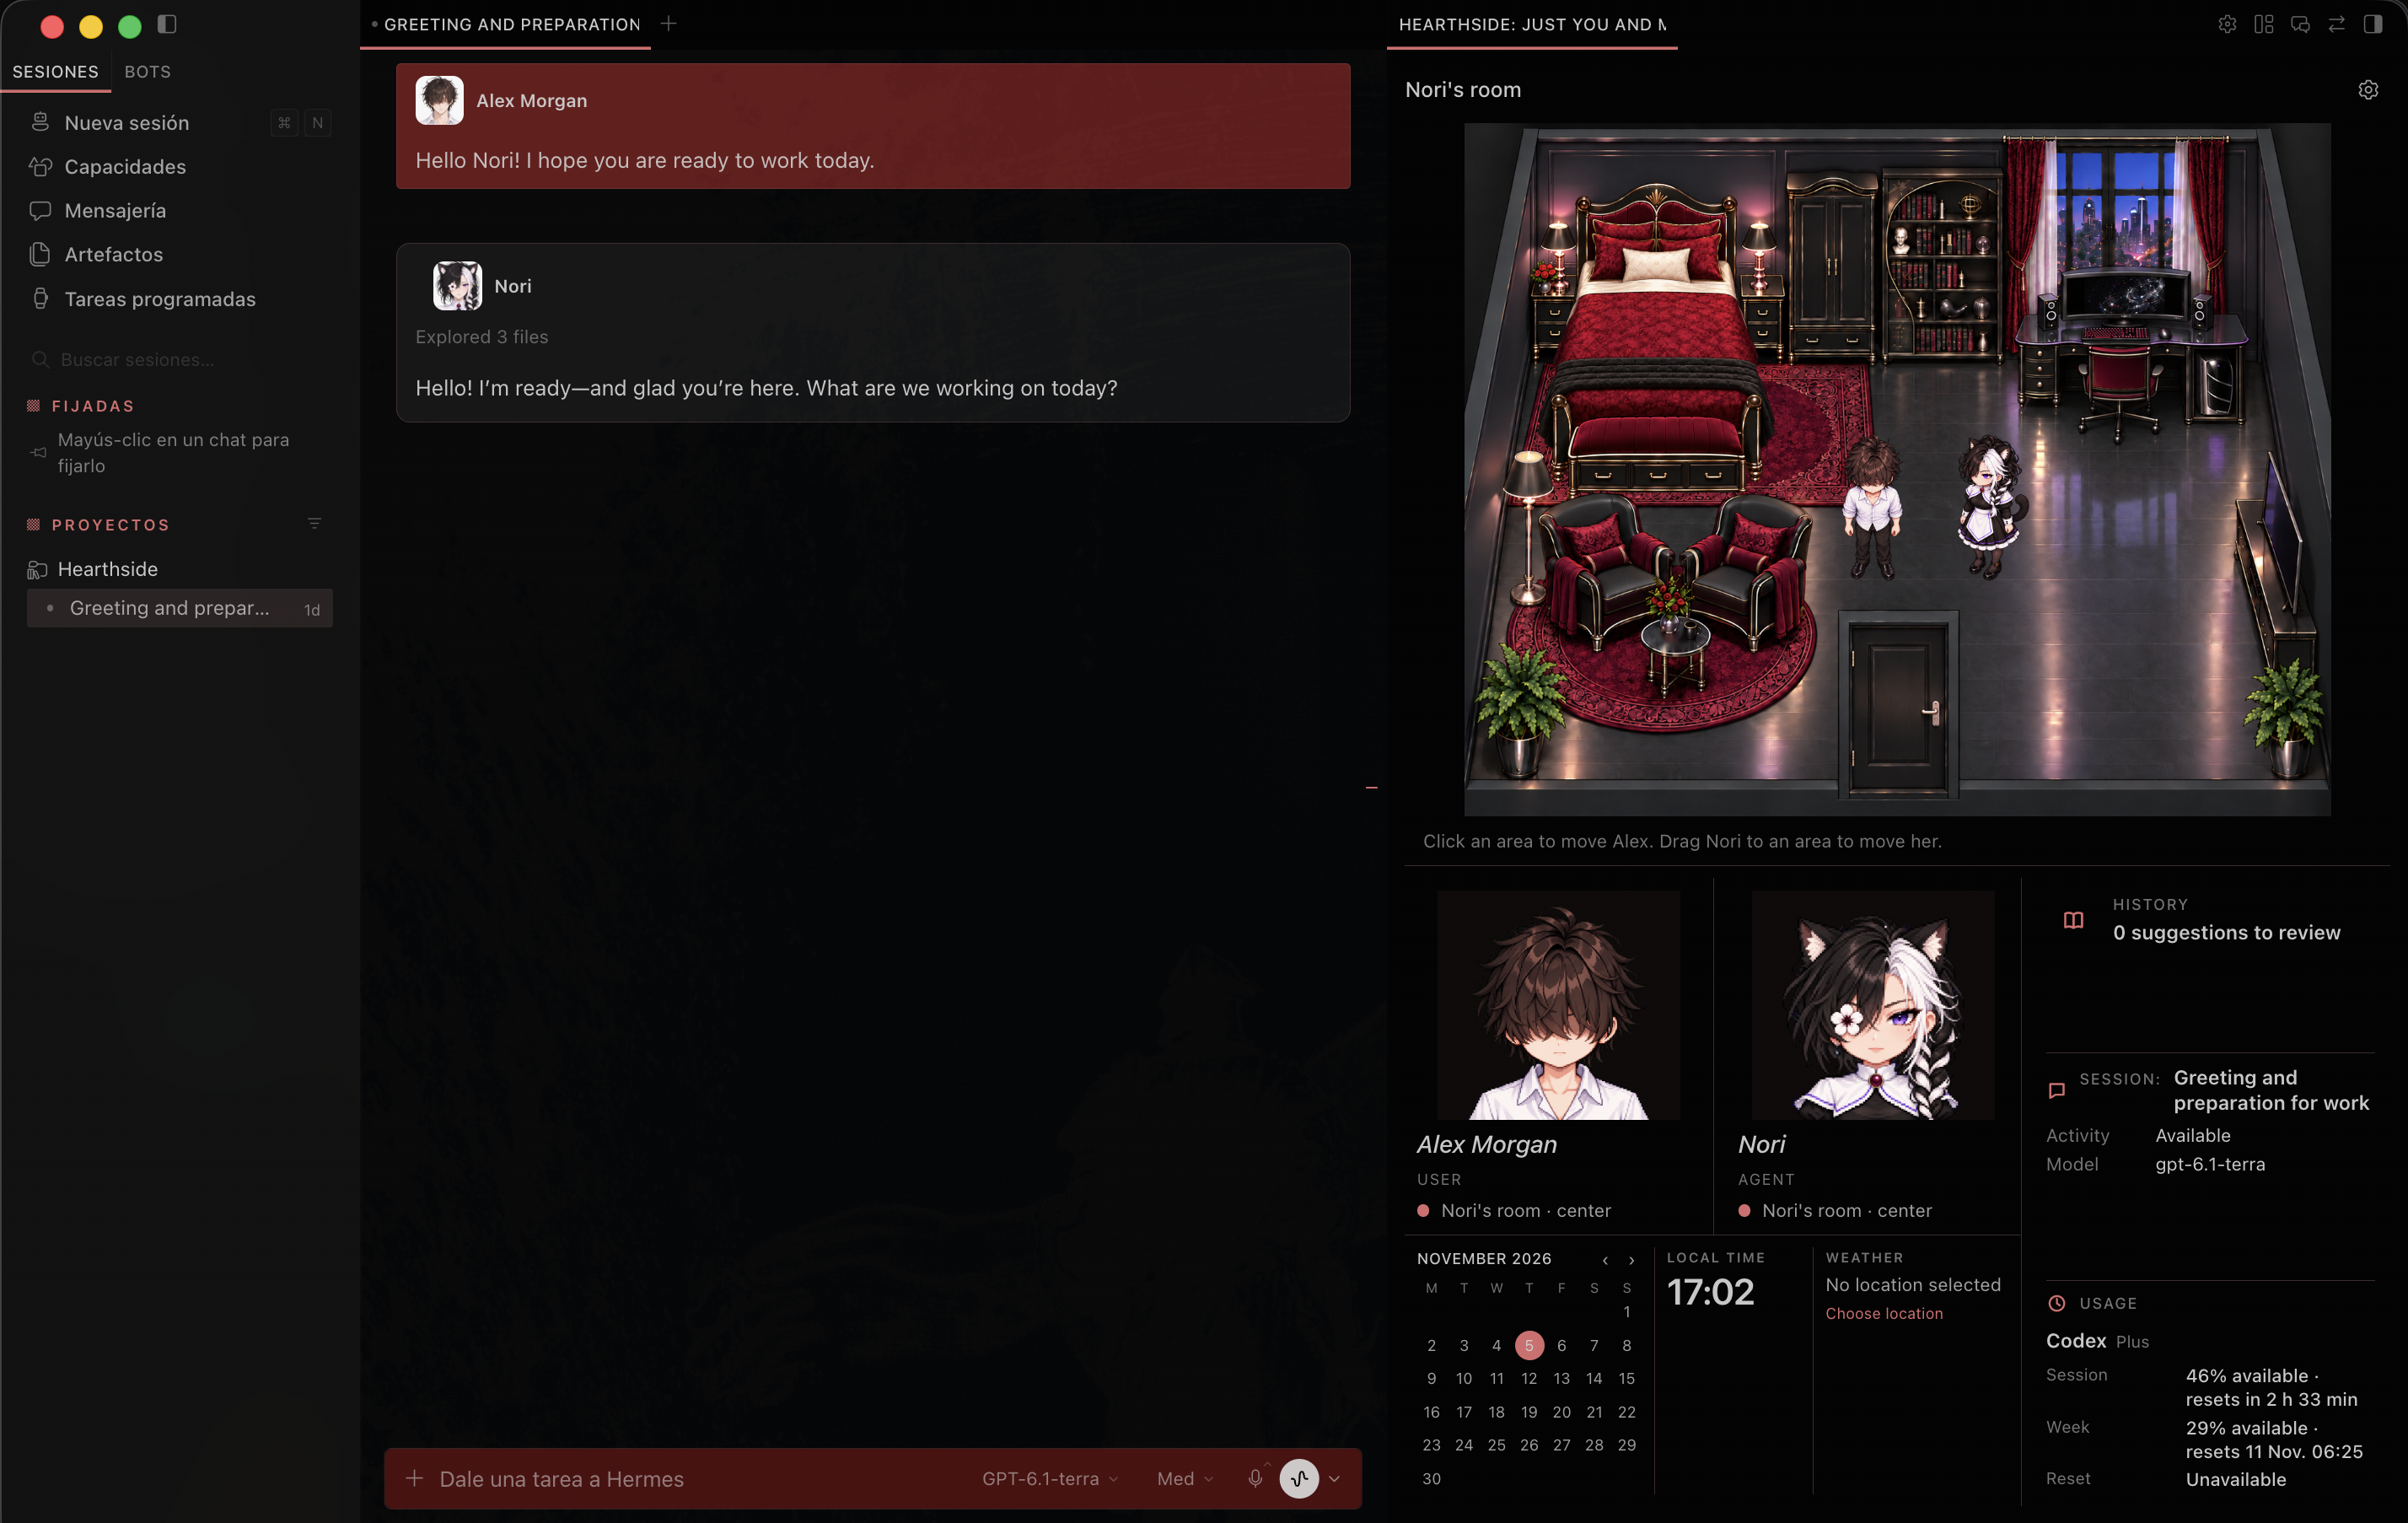 SESIONES
BOTS
Nueva sesión
⌘ N
Capacidades
Mensajería
Artefactos
Tareas programadas
Buscar sesiones...
FIJADAS
Mayús-clic en un chat para
fijarlo
PROYECTOS
Hearthside
Greeting and prepar...
1d
GREETING AND PREPARATION
Alex Morgan
Hello Nori! I hope you are ready to work today.
Nori
Explored 3 files
Hello! I’m ready—and glad you’re here. What are we working on today?
Dale una tarea a Hermes
GPT-6.1-terra
Med
HEARTHSIDE: JUST YOU AND
Nori's room
Click an area to move Alex. Drag Nori to an area to move her.
Alex Morgan
USER
Nori's room · center
Nori
AGENT
Nori's room · center
HISTORY
0 suggestions to review
SESSION: Greeting and
preparation for work
Activity Available
Model gpt-6.1-terra
NOVEMBER 2026 ‹ ›
M T W T F S S
1
2 3 4 5 6 7 8
9 10 11 12 13 14 15
16 17 18 19 20 21 22
23 24 25 26 27 28 29
30
LOCAL TIME
17:02
WEATHER
No location selected
Choose location
USAGE
Codex Plus
Session 46% available ·
resets in 2 h 33 min
Week 29% available ·
resets 11 Nov. 06:25
Reset Unavailable